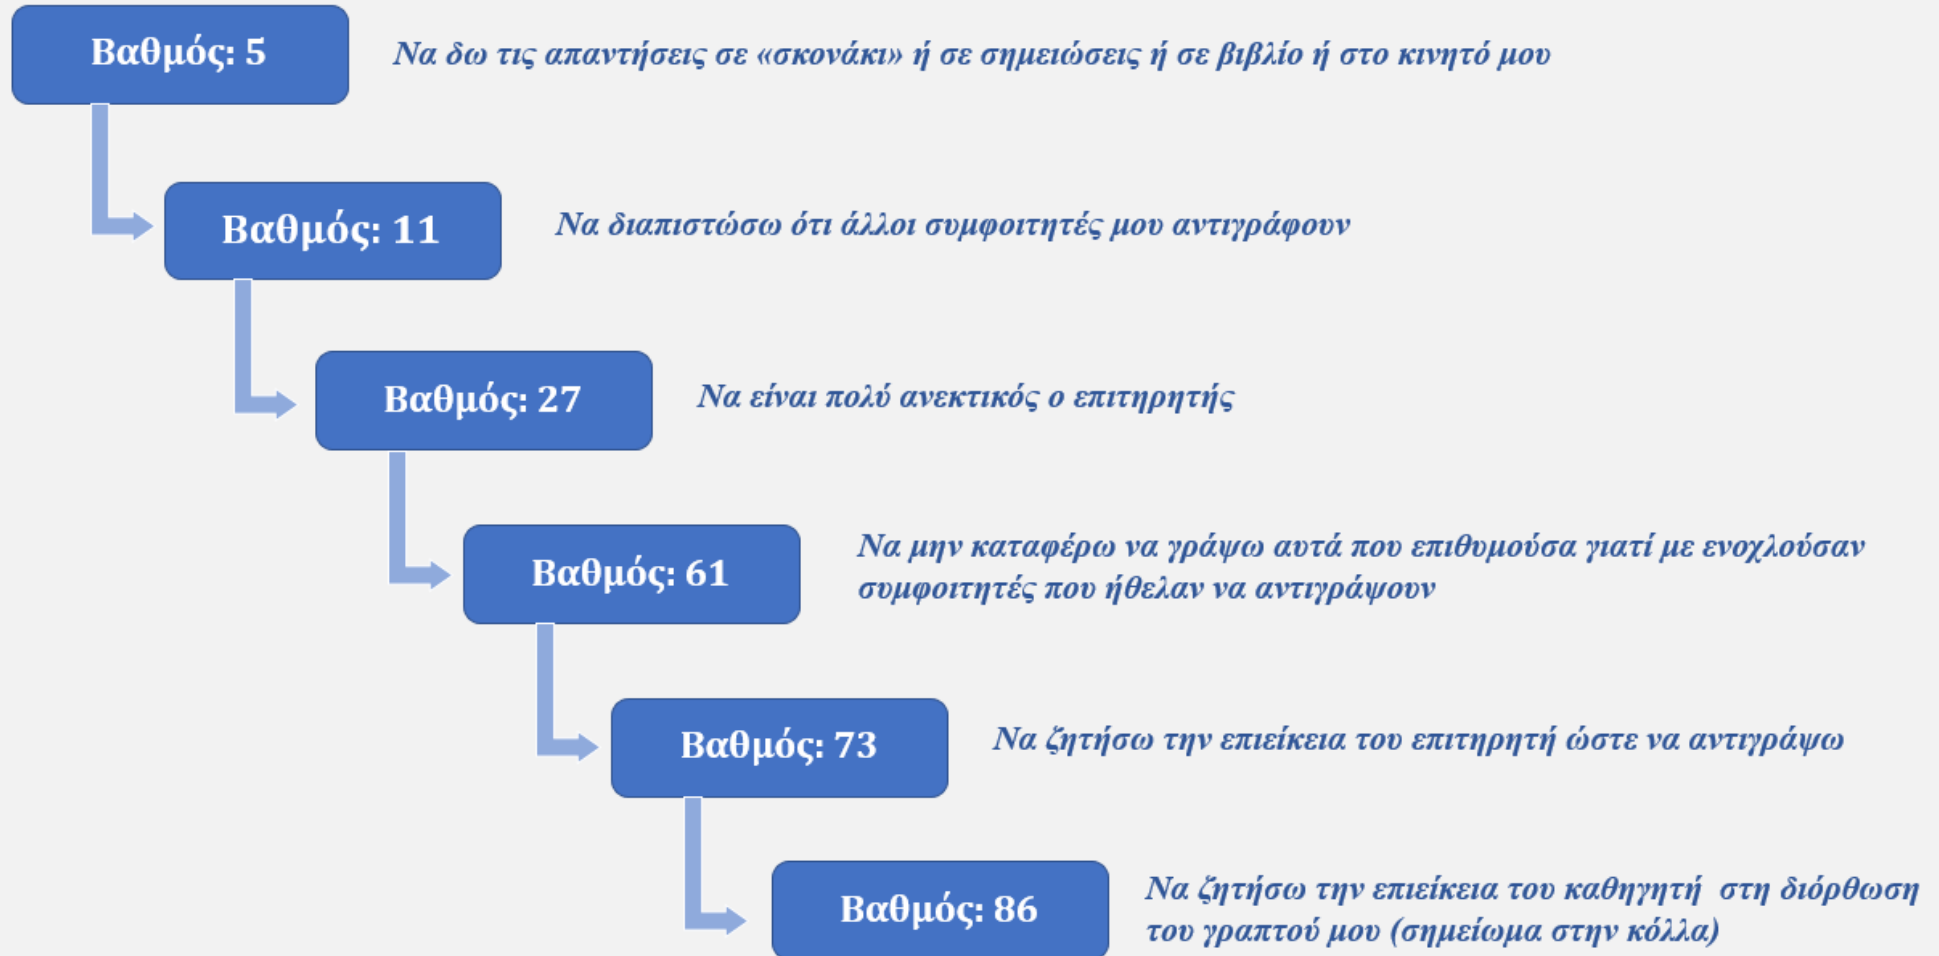 Βαθμός: 5
Να δω τις απαντήσεις σε «σκονάκι» ή σε σημειώσεις ή σε βιβλίο ή στο κινητό μου
Βαθμός: 11
Να διαπιστώσω ότι άλλοι συμφοιτητές μου αντιγράφουν
Βαθμός: 27
Να είναι πολύ ανεκτικός ο επιτηρητής
Βαθμός: 61
Να μην καταφέρω να γράψω αυτά που επιθυμούσα γιατί με ενοχλούσαν
συμφοιτητές που ήθελαν να αντιγράψουν
Βαθμός: 73
Να ζητήσω την επιείκεια του επιτηρητή ώστε να αντιγράψω
Βαθμός: 86
Να ζητήσω την επιείκεια του καθηγητή στη διόρθωση
του γραπτού μου (σημείωμα στην κόλλα)